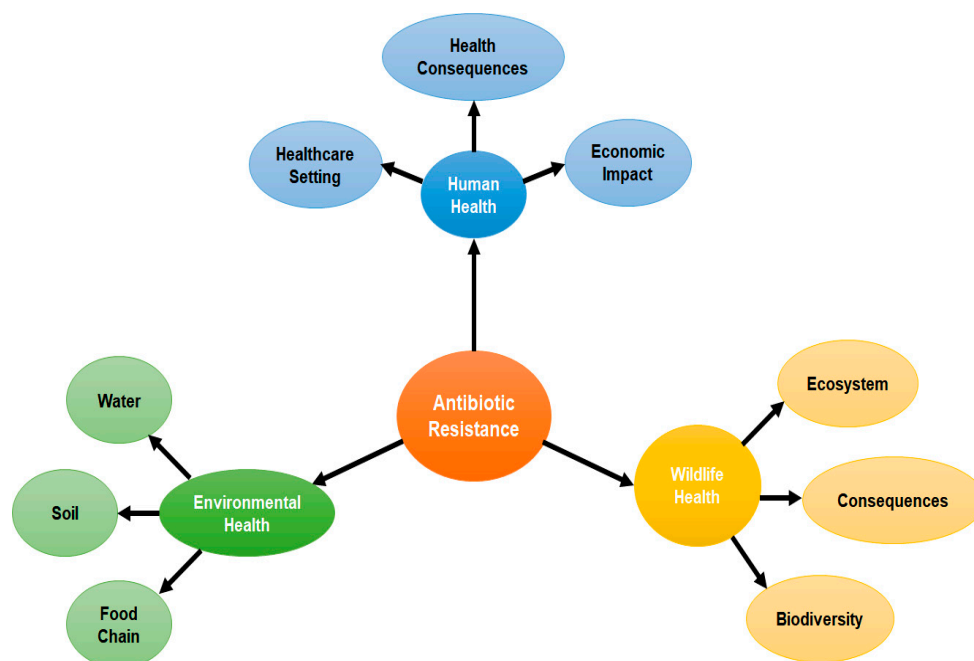 Health
Consequences
Healthcare
Setting
Economic
Impact
Human
Health
Antibiotic
Resistance
Water
Soil
Food
Chain
Environmental
Health
Wildlife
Health
Ecosystem
Consequences
Biodiversity